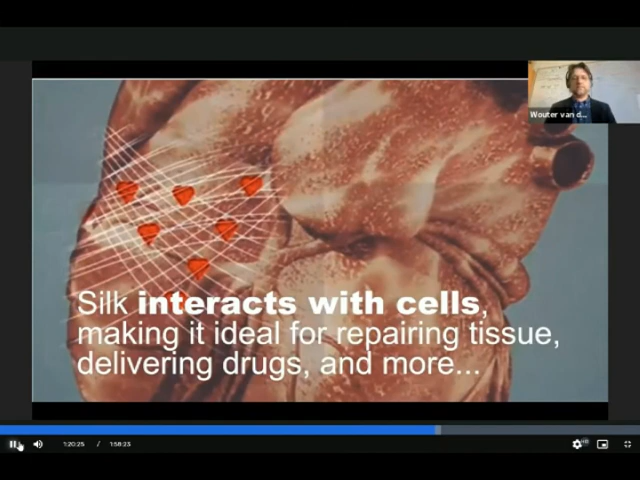 Wouter van d...
Silk interacts with cells,
making it ideal for repairing tissue,
delivering drugs, and more...
1:20:25 / 1:58:23
HD